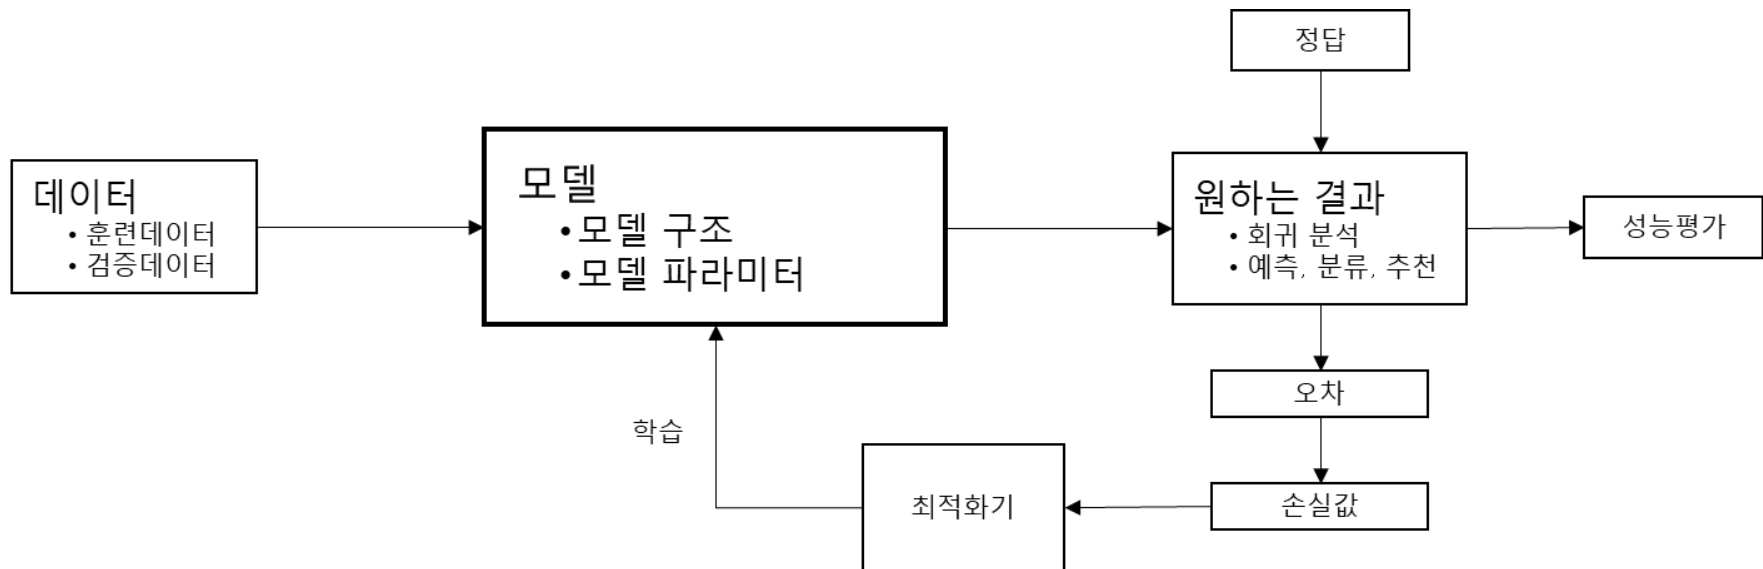 정답
데이터
• 훈련데이터
• 검증데이터
모델
• 모델 구조
• 모델 파라미터
원하는 결과
• 회귀 분석
• 예측, 분류, 추천
성능평가
오차
학습
최적화기
손실값